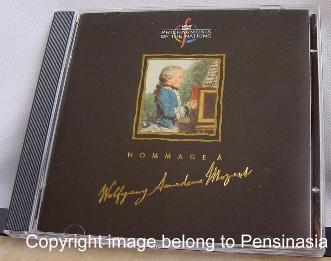 PHILHARMONIA
OF THE NATIONS
HOMMAGE À
Wolfgang Amadeus Mozart
Copyright image belong to Pensinasia